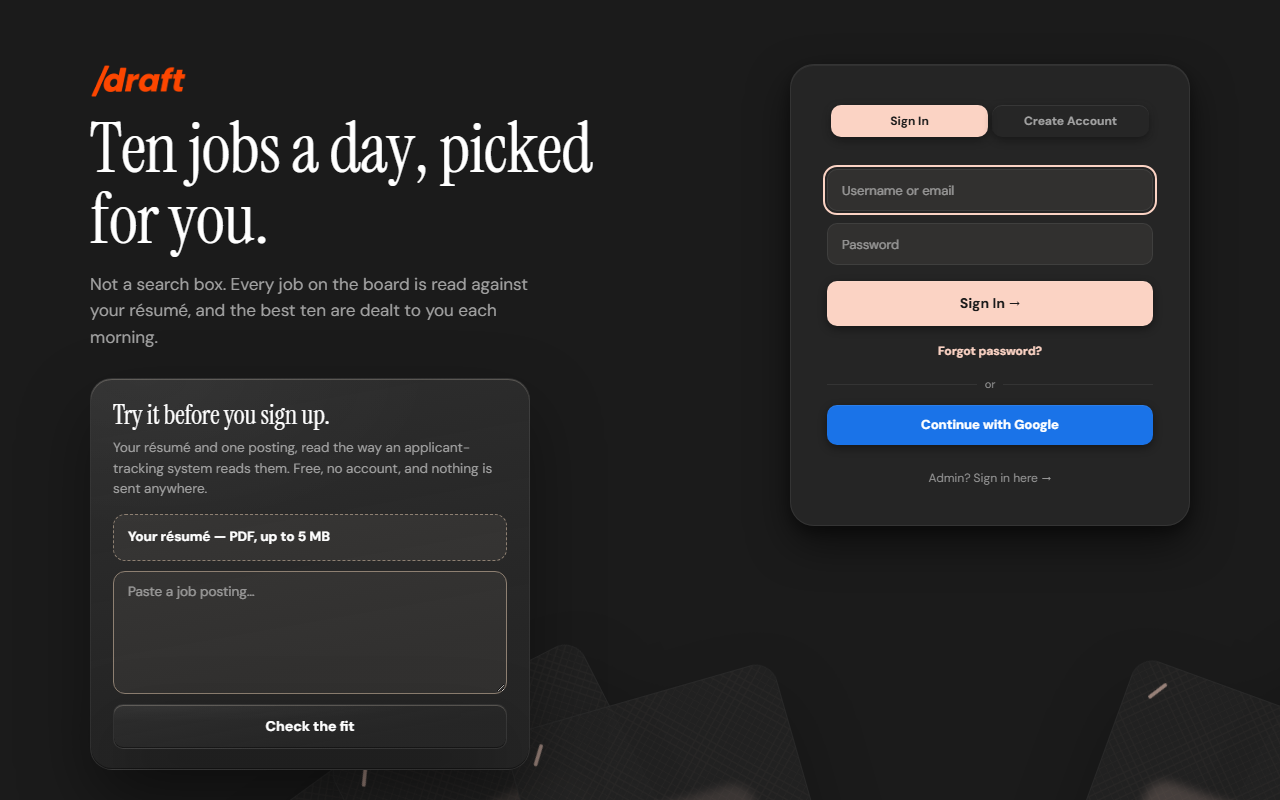 /draft
Ten jobs a day, picked
for you.
Not a search box. Every job on the board is read against
your résumé, and the best ten are dealt to you each
morning.
Try it before you sign up.
Your résumé and one posting, read the way an applicant-
tracking system reads them. Free, no account, and nothing is
sent anywhere.
Your résumé — PDF, up to 5 MB
Paste a job posting…
Check the fit
Sign In
Create Account
Username or email
Password
Sign In →
Forgot password?
or
Continue with Google
Admin? Sign in here →